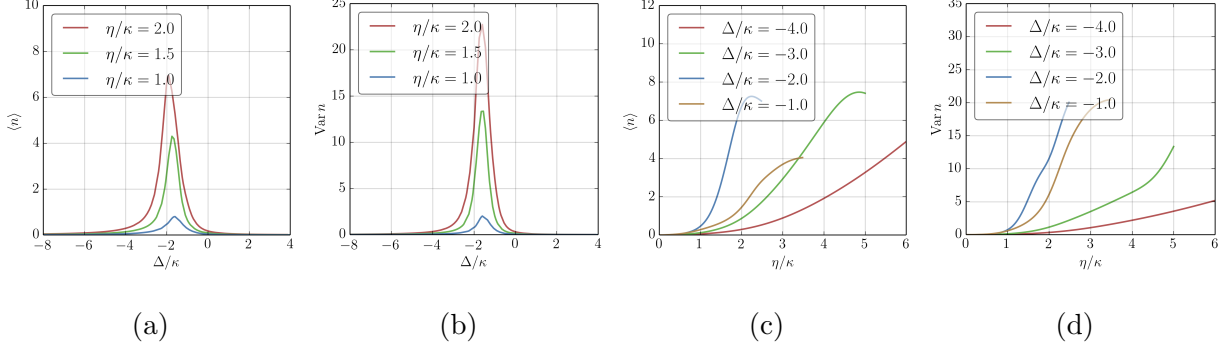 10
8
6
4
2
0
⟨n⟩
η/κ = 2.0
η/κ = 1.5
η/κ = 1.0
−8
−6
−4
−2
0
2
4
Δ/κ
(a)
25
20
15
10
5
0
Var n
η/κ = 2.0
η/κ = 1.5
η/κ = 1.0
−8
−6
−4
−2
0
2
4
Δ/κ
(b)
12
10
8
6
4
2
0
⟨n⟩
Δ/κ = −4.0
Δ/κ = −3.0
Δ/κ = −2.0
Δ/κ = −1.0
0
1
2
3
4
5
6
η/κ
(c)
35
30
25
20
15
10
5
0
Var n
Δ/κ = −4.0
Δ/κ = −3.0
Δ/κ = −2.0
Δ/κ = −1.0
0
1
2
3
4
5
6
η/κ
(d)